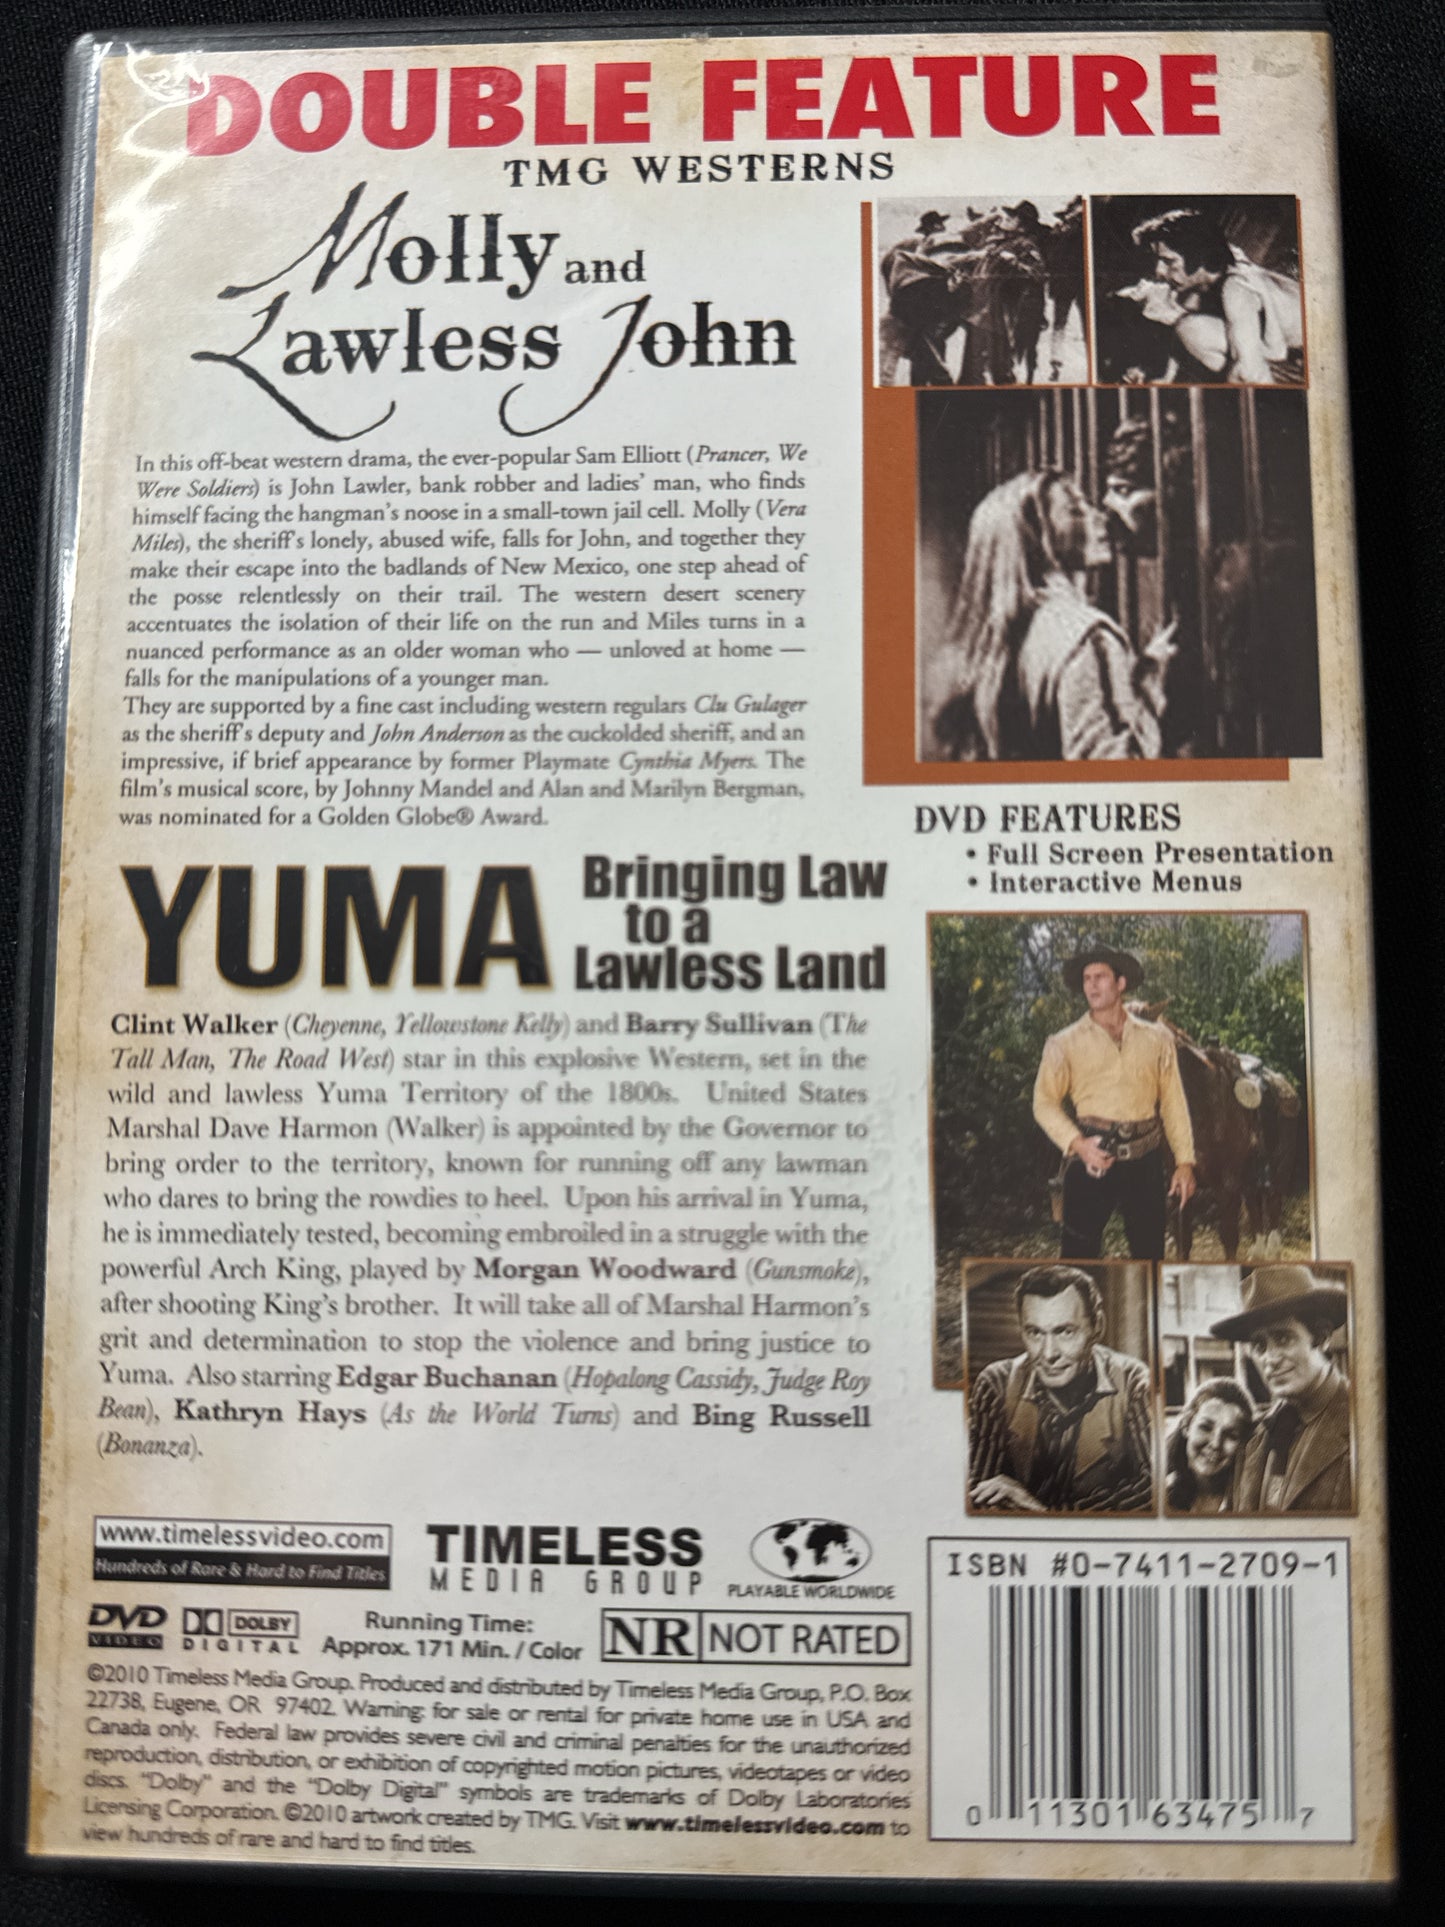 DOUBLE FEATURE
TMG WESTERNS
Molly and
Lawless John
In this off-beat western drama, the ever-popular Sam Elliott (Prancer, We
Were Soldiers) is John Lawler, bank robber and ladies' man, who finds
himself facing the hangman's noose in a small-town jail cell. Molly (Vera
Miles), the sheriff's lonely, abused wife, falls for John, and together they
make their escape into the badlands of New Mexico, one step ahead of
the posse relentlessly on their trail. The western desert scenery
accentuates the isolation of their life on the run and Miles turns in a
nuanced performance as an older woman who — unloved at home —
falls for the manipulations of a younger man.
They are supported by a fine cast including western regulars Clu Gulager
as the sheriff's deputy and John Anderson as the cuckolded sheriff, and an
impressive, if brief appearance by former Playmate Cynthia Myers. The
film's musical score, by Johnny Mandel and Alan and Marilyn Bergman,
was nominated for a Golden Globe® Award.
DVD FEATURES
• Full Screen Presentation
• Interactive Menus
YUMA
Bringing Law
to a
Lawless Land
Clint Walker (Cheyenne, Yellowstone Kelly) and Barry Sullivan (The
Tall Man, The Road West) star in this explosive Western, set in the
wild and lawless Yuma Territory of the 1800s. United States
Marshal Dave Harmon (Walker) is appointed by the Governor to
bring order to the territory, known for running off any lawman
who dares to bring the rowdies to heel. Upon his arrival in Yuma,
he is immediately tested, becoming embroiled in a struggle with the
powerful Arch King, played by Morgan Woodward (Gunsmoke),
after shooting King's brother. It will take all of Marshal Harmon's
grit and determination to stop the violence and bring justice to
Yuma. Also starring Edgar Buchanan (Hopalong Cassidy, Judge Roy
Bean), Kathryn Hays (As the World Turns) and Bing Russell
(Bonanza).
www.timelessvideo.com
Hundreds of Rare & Hard to Find Titles
TIMELESS
MEDIA GROUP
PLAYABLE WORLDWIDE
DVD
VIDEO
DOLBY
DIGITAL
Running Time:
Approx. 171 Min. / Color
NR NOT RATED
©2010 Timeless Media Group. Produced and distributed by Timeless Media Group, P.O. Box
22738, Eugene, OR 97402. Warning: for sale or rental for private home use in USA and
Canada only. Federal law provides severe civil and criminal penalties for the unauthorized
reproduction, distribution, or exhibition of copyrighted motion pictures, videotapes or video
discs. "Dolby" and the "Dolby Digital" symbols are trademarks of Dolby Laboratories
Licensing Corporation. ©2010 artwork created by TMG. Visit www.timelessvideo.com to
view hundreds of rare and hard to find titles.
ISBN #0-7411-2709-1
0 11301 63475 7